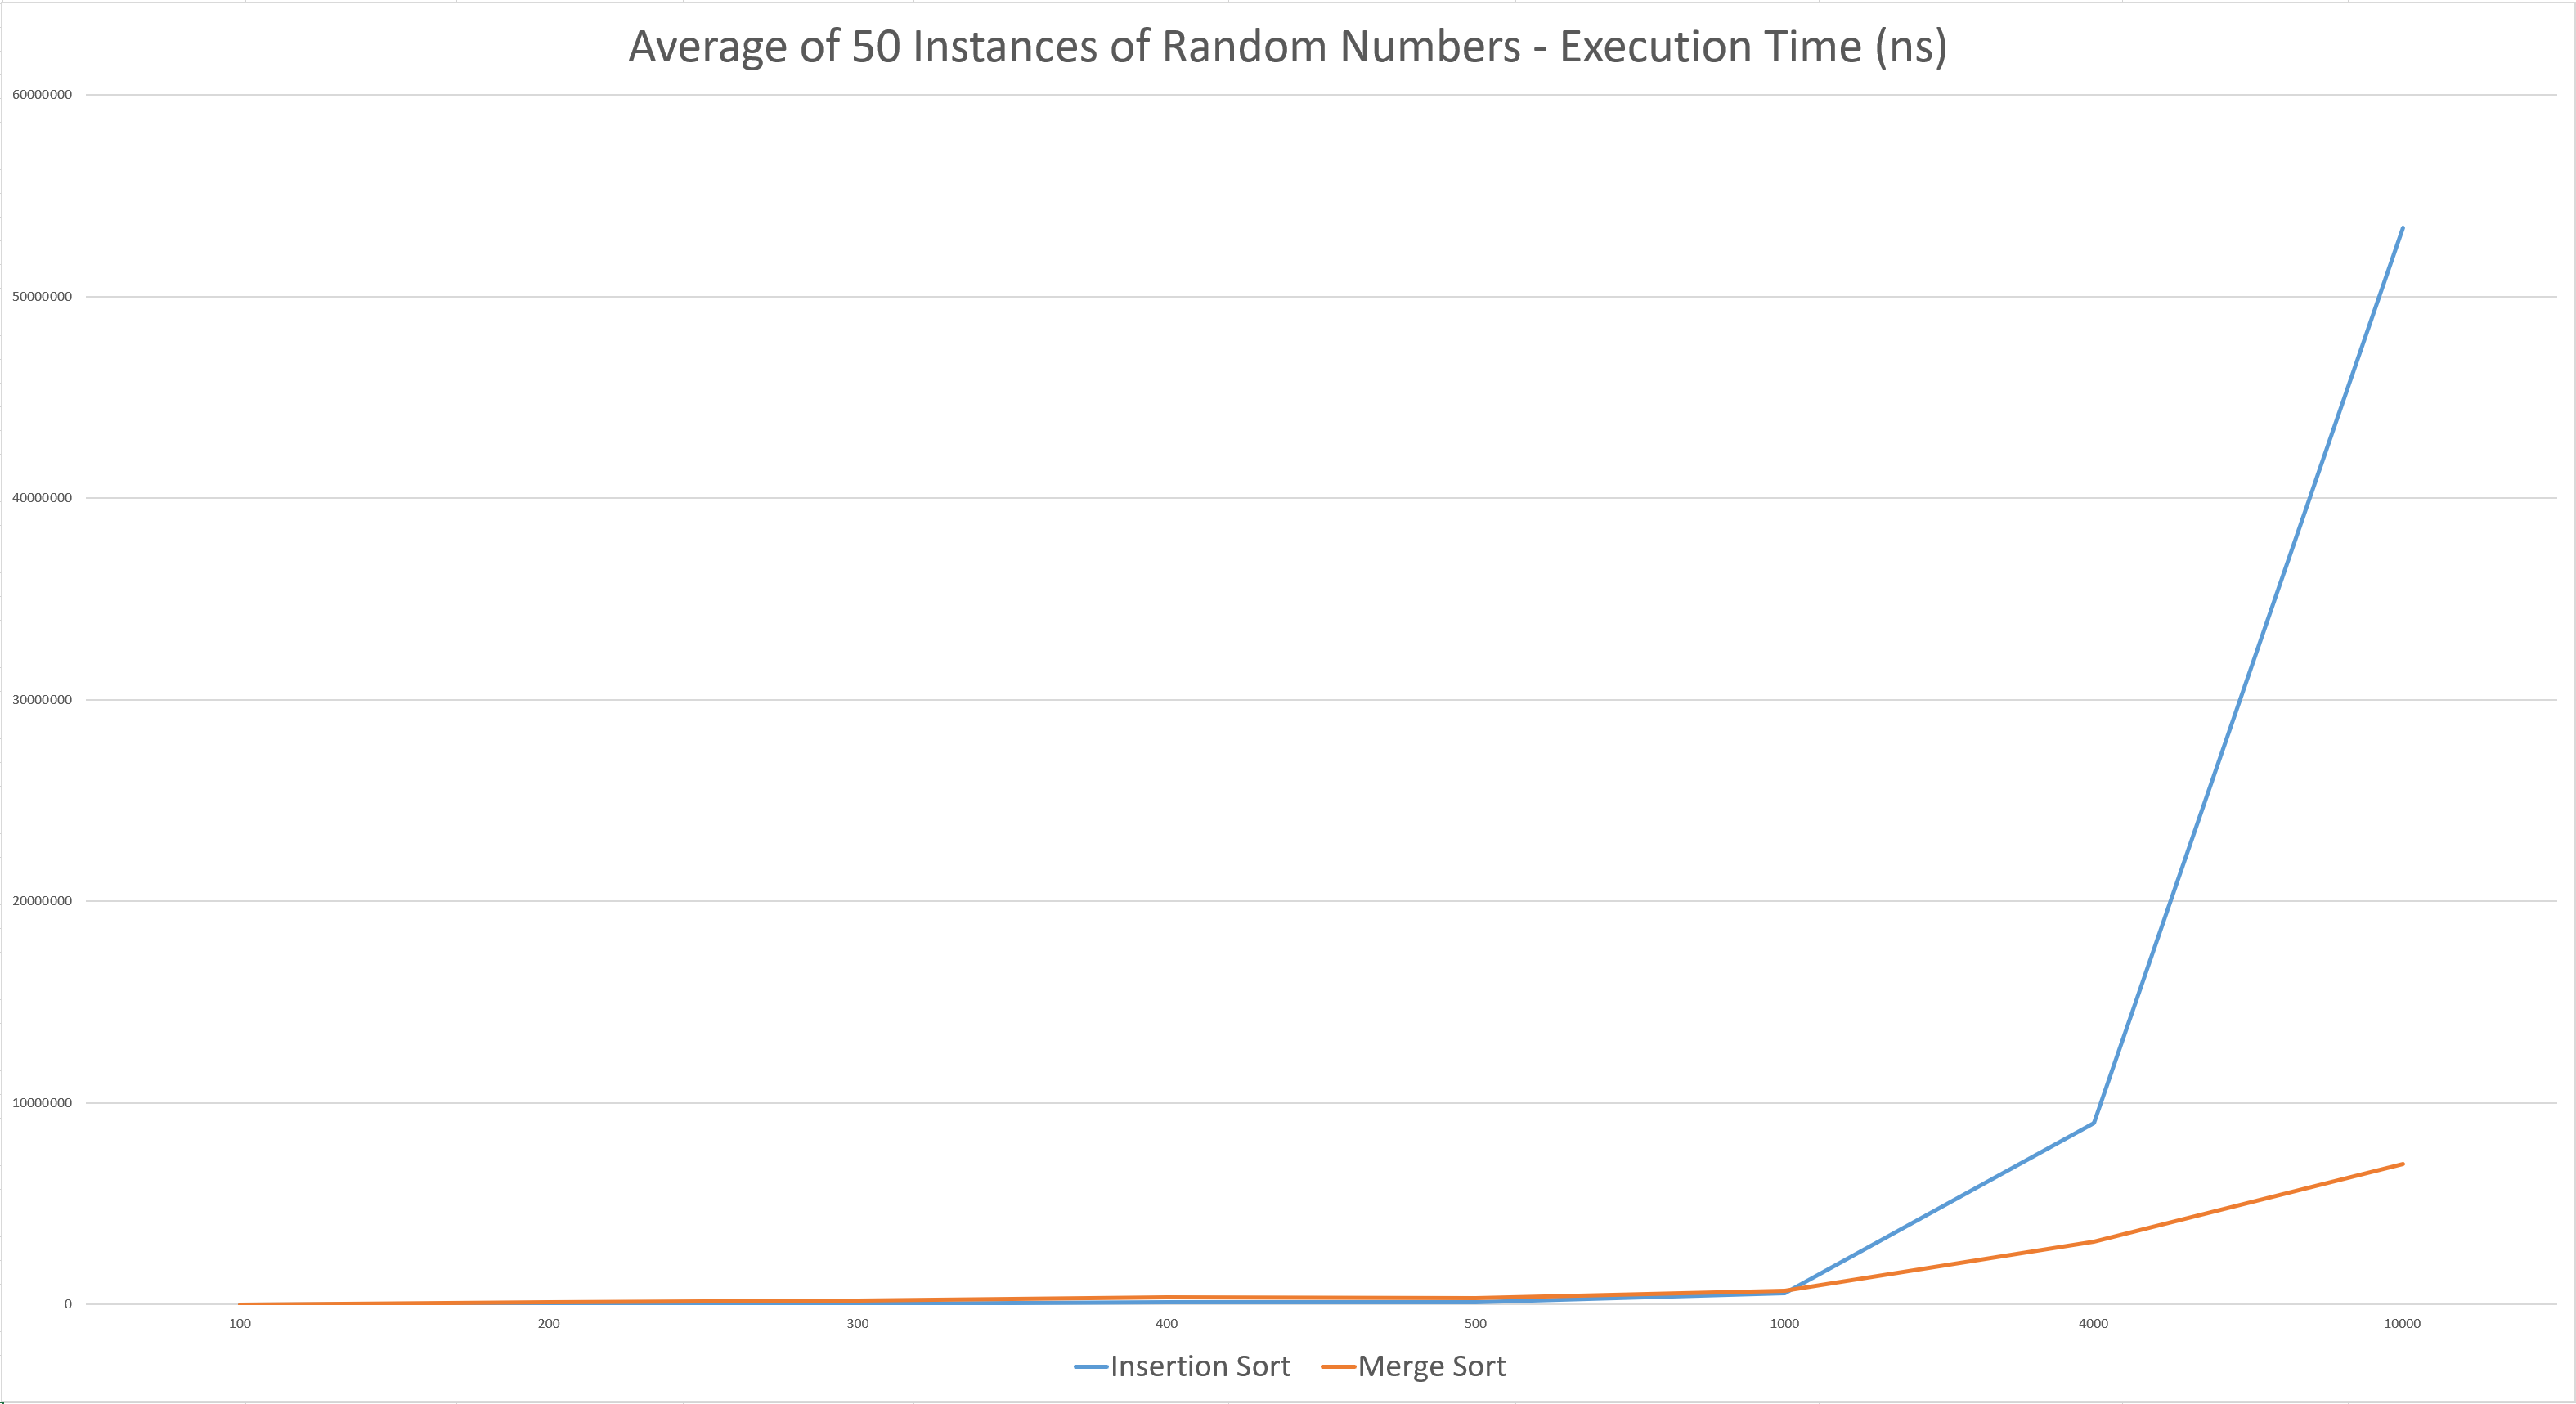 Average of 50 Instances of Random Numbers - Execution Time (ns)
60000000
50000000
40000000
30000000
20000000
10000000
0
100 200 300 400 500 1000 4000 10000
Insertion Sort Merge Sort